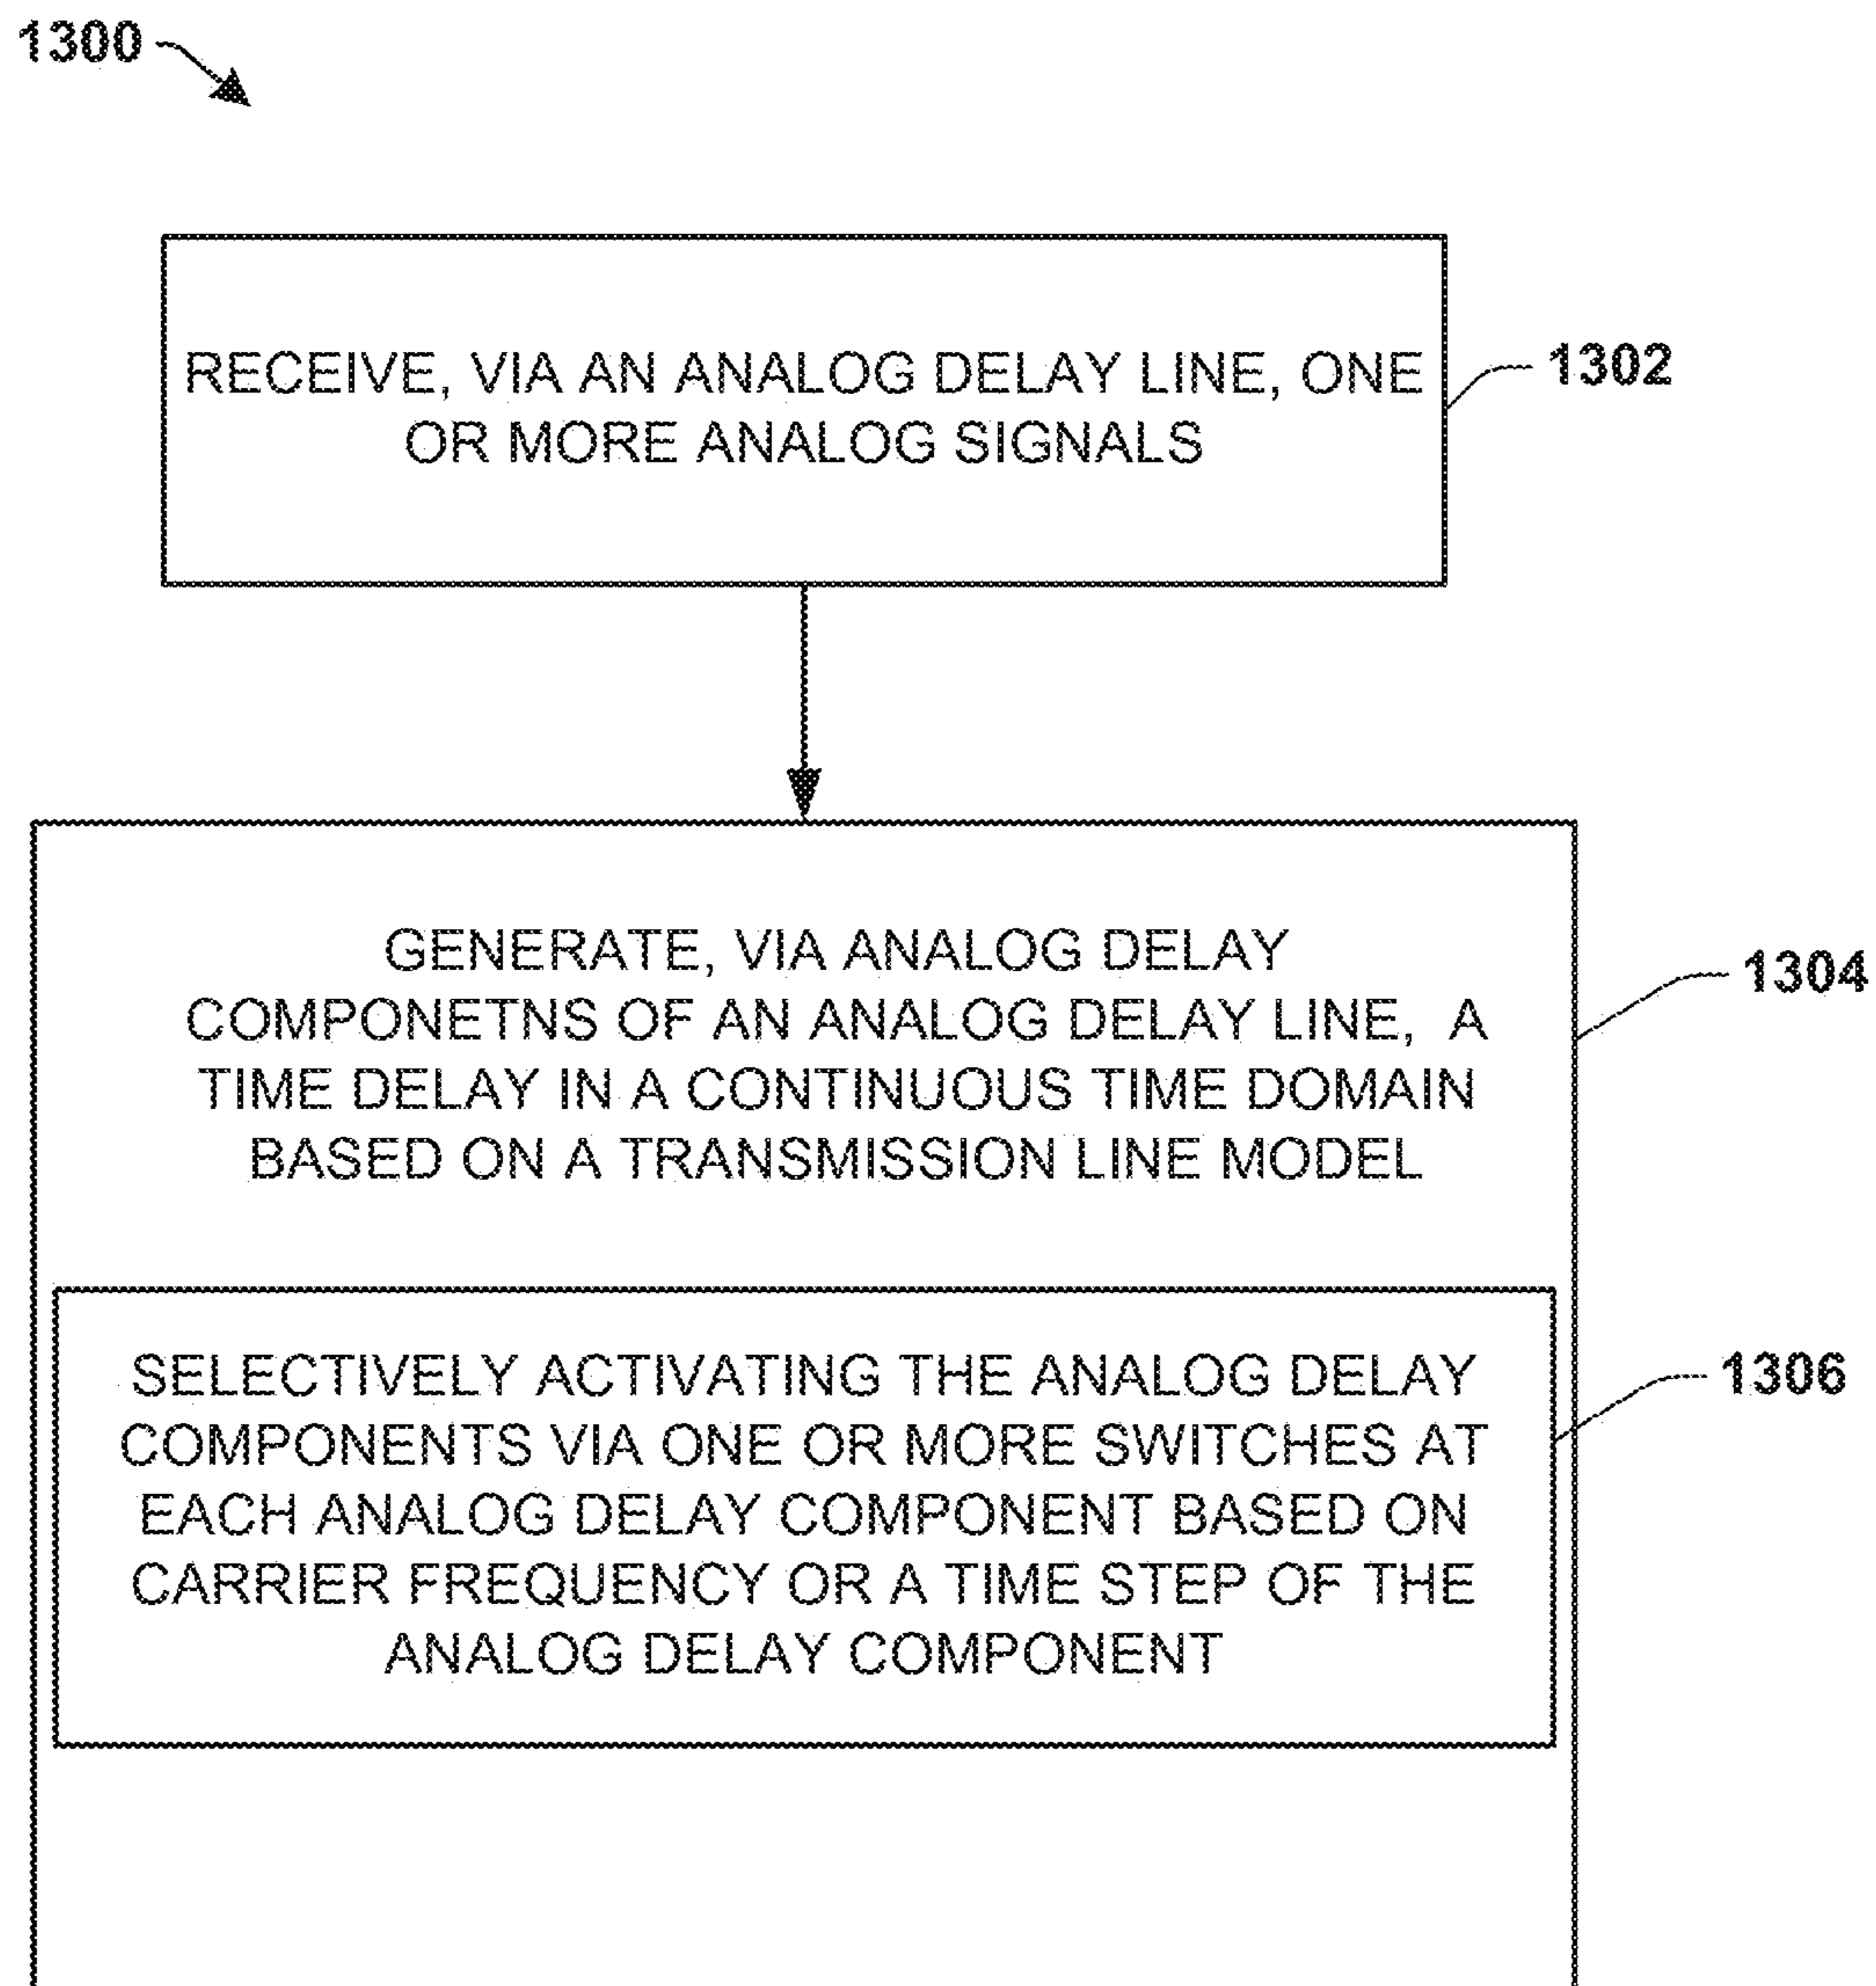 1300
RECEIVE, VIA AN ANALOG DELAY LINE, ONE
OR MORE ANALOG SIGNALS
1302
GENERATE, VIA ANALOG DELAY
COMPONETNS OF AN ANALOG DELAY LINE, A
TIME DELAY IN A CONTINUOUS TIME DOMAIN
BASED ON A TRANSMISSION LINE MODEL
1304
SELECTIVELY ACTIVATING THE ANALOG DELAY
COMPONENTS VIA ONE OR MORE SWITCHES AT
EACH ANALOG DELAY COMPONENT BASED ON
CARRIER FREQUENCY OR A TIME STEP OF THE
ANALOG DELAY COMPONENT
1306